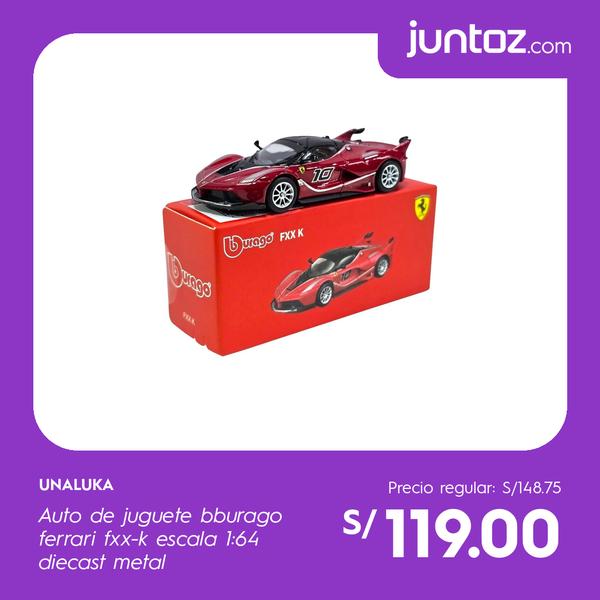 juntoz.com
10
Bburago FXX K
Bburago
10
FXX K
UNALUKA
Auto de juguete bburago
ferrari fxx-k escala 1:64
diecast metal
Precio regular: S/148.75
S/119.00